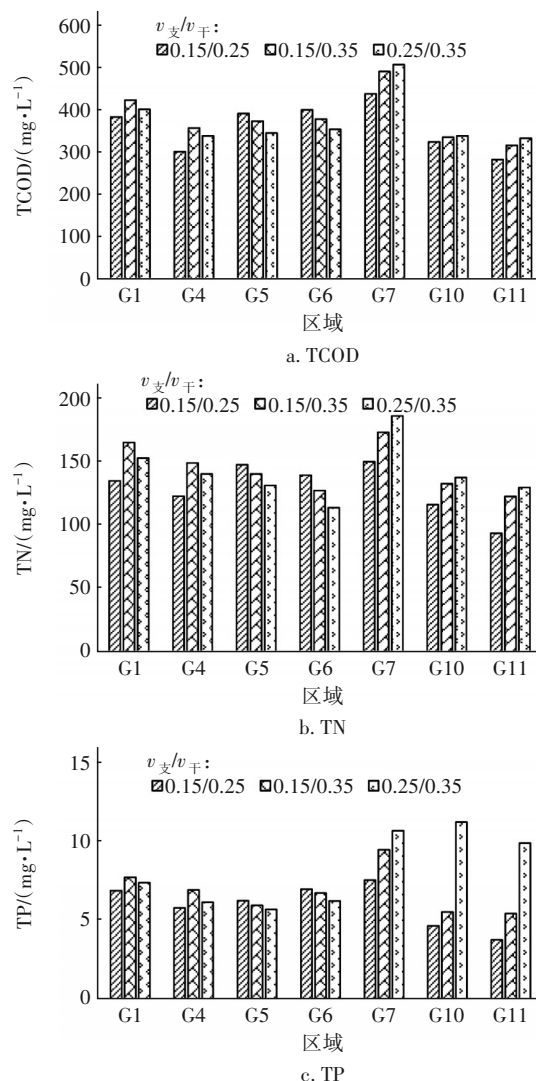 600
500
400
300
200
100
0
TCOD/(mg·L⁻¹)
v支/v干:
0.15/0.25 0.15/0.35 0.25/0.35
G1 G4 G5 G6 G7 G10 G11
区域
a. TCOD
200
150
100
50
0
TN/(mg·L⁻¹)
v支/v干:
0.15/0.25 0.15/0.35 0.25/0.35
G1 G4 G5 G6 G7 G10 G11
区域
b. TN
15
10
5
0
TP/(mg·L⁻¹)
v支/v干:
0.15/0.25 0.15/0.35 0.25/0.35
G1 G4 G5 G6 G7 G10 G11
区域
c. TP